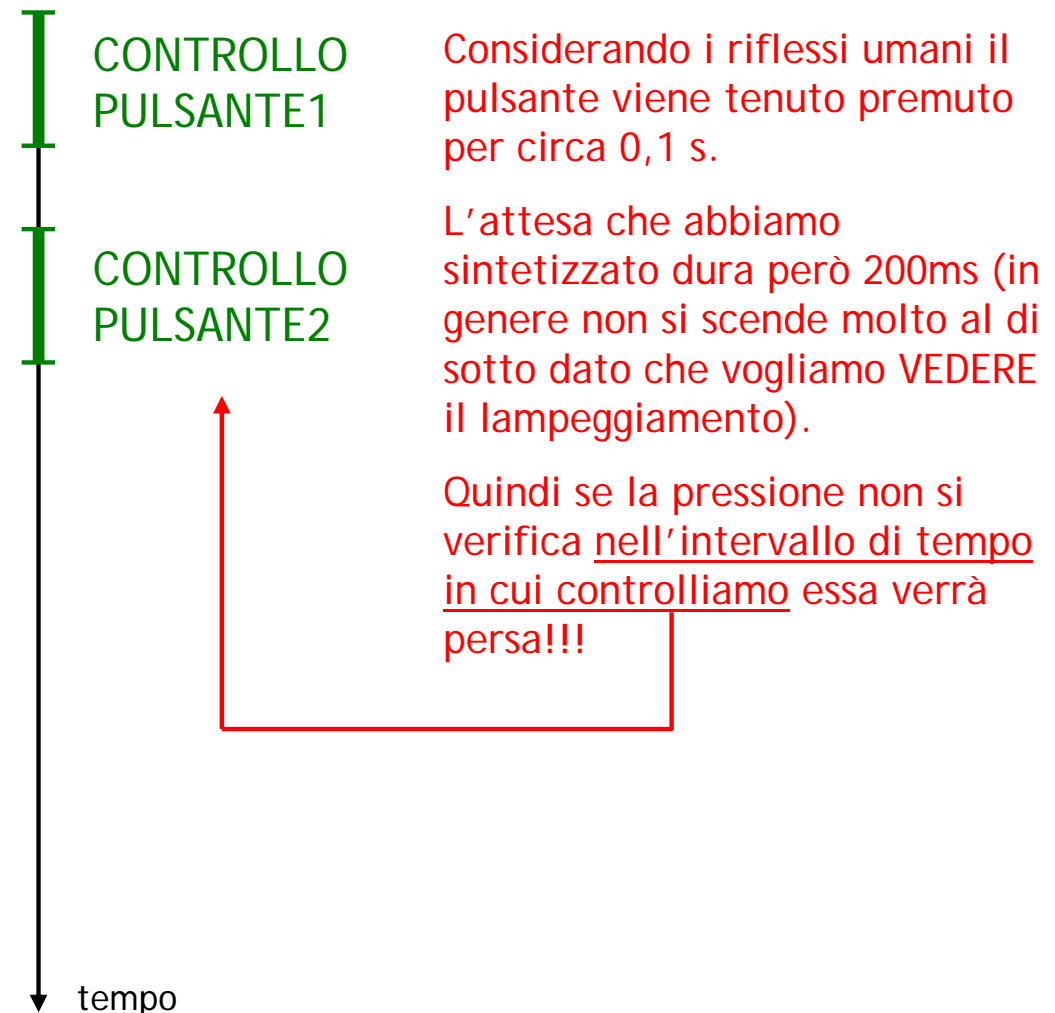 CONTROLLO
PULSANTE1
Considerando i riflessi umani il
pulsante viene tenuto premuto
per circa 0,1 s.
CONTROLLO
PULSANTE2
L’attesa che abbiamo
sintetizzato dura però 200ms (in
genere non si scende molto al di
sotto dato che vogliamo VEDERE
il lampeggiamento).
Quindi se la pressione non si
verifica nell’intervallo di tempo
in cui controlliamo essa verrà
persa!!!
tempo